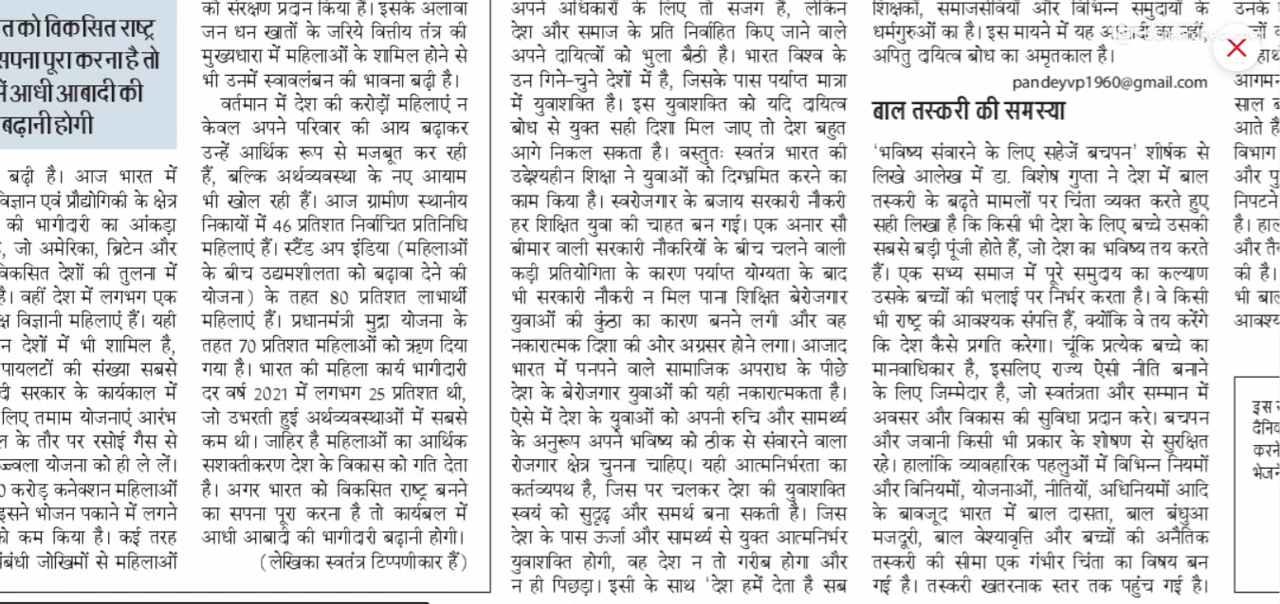 त को विकसित राष्ट्र
सपना पूरा करना है तो
में आधी आबादी की
बढ़ानी होगी
बढ़ी है। आज भारत में
विज्ञान एवं प्रौद्योगिकी के क्षेत्र
की भागीदारी का आंकड़ा
जो अमेरिका, ब्रिटेन और
विकसित देशों की तुलना में
है। वहीं देश में लगभग एक
विज्ञानी महिलाएं हैं। यही
न देशों में भी शामिल है,
पायलटों की संख्या सबसे
दी सरकार के कार्यकाल में
लिए तमाम योजनाएं आरंभ
के तौर पर रसोई गैस से
ज्ज्वला योजना को ही ले लें।
0 करोड़ कनेक्शन महिलाओं
इसने भोजन पकाने में लगने
को कम किया है। कई तरह
संबंधी जोखिमों से महिलाओं
को संरक्षण प्रदान किया है। इसके अलावा
जन धन खातों के जरिये वित्तीय तंत्र की
मुख्यधारा में महिलाओं के शामिल होने से
भी उनमें स्वावलंबन की भावना बढ़ी है।
वर्तमान में देश की करोड़ों महिलाएं न
केवल अपने परिवार की आय बढ़ाकर
उन्हें आर्थिक रूप से मजबूत कर रही
हैं, बल्कि अर्थव्यवस्था के नए आयाम
भी खोल रही हैं। आज ग्रामीण स्थानीय
निकायों में 46 प्रतिशत निर्वाचित प्रतिनिधि
महिलाएं हैं। स्टैंड अप इंडिया (महिलाओं
के बीच उद्यमशीलता को बढ़ावा देने की
योजना) के तहत 80 प्रतिशत लाभार्थी
महिलाएं हैं। प्रधानमंत्री मुद्रा योजना के
तहत 70 प्रतिशत महिलाओं को ऋण दिया
गया है। भारत की महिला कार्य भागीदारी
दर वर्ष 2021 में लगभग 25 प्रतिशत थी,
जो उभरती हुई अर्थव्यवस्थाओं में सबसे
कम थी। जाहिर है महिलाओं का आर्थिक
सशक्तीकरण देश के विकास को गति देता
है। अगर भारत को विकसित राष्ट्र बनने
का सपना पूरा करना है तो कार्यबल में
आधी आबादी की भागीदारी बढ़ानी होगी।
(लेखिका स्वतंत्र टिप्पणीकार हैं)
अपने अधिकारों के लिए तो सजग है, लेकिन
देश और समाज के प्रति निर्वाहित किए जाने वाले
अपने दायित्वों को भुला बैठी है। भारत विश्व के
उन गिने-चुने देशों में है, जिसके पास पर्याप्त मात्रा
में युवाशक्ति है। इस युवाशक्ति को यदि दायित्व
बोध से युक्त सही दिशा मिल जाए तो देश बहुत
आगे निकल सकता है। वस्तुतः स्वतंत्र भारत की
उद्देश्यहीन शिक्षा ने युवाओं को दिग्भ्रमित करने का
काम किया है। स्वरोजगार के बजाय सरकारी नौकरी
हर शिक्षित युवा की चाहत बन गई। एक अनार सौ
बीमार वाली सरकारी नौकरियों के बीच चलने वाली
कड़ी प्रतियोगिता के कारण पर्याप्त योग्यता के बाद
भी सरकारी नौकरी न मिल पाना शिक्षित बेरोजगार
युवाओं की कुंठा का कारण बनने लगी और वह
नकारात्मक दिशा की ओर अग्रसर होने लगा। आजाद
भारत में पनपने वाले सामाजिक अपराध के पीछे
देश के बेरोजगार युवाओं की यही नकारात्मकता है।
ऐसे में देश के युवाओं को अपनी रुचि और सामर्थ्य
के अनुरूप अपने भविष्य को ठीक से संवारने वाला
रोजगार क्षेत्र चुनना चाहिए। यही आत्मनिर्भरता का
कर्तव्यपथ है, जिस पर चलकर देश की युवाशक्ति
स्वयं को सुदृढ़ और समर्थ बना सकती है। जिस
देश के पास ऊर्जा और सामर्थ्य से युक्त आत्मनिर्भर
युवाशक्ति होगी, वह देश न तो गरीब होगा और
न ही पिछड़ा। इसी के साथ 'देश हमें देता है सब
शिक्षकों, समाजसेवियों और विभिन्न समुदायों के
धर्मगुरुओं का है। इस मायने में यह आजादी का नहीं,
अपितु दायित्व बोध का अमृतकाल है।
pandeyvp1960@gmail.com
बाल तस्करी की समस्या
'भविष्य संवारने के लिए सहेजें बचपन' शीर्षक से
लिखे आलेख में डा. विशेष गुप्ता ने देश में बाल
तस्करी के बढ़ते मामलों पर चिंता व्यक्त करते हुए
सही लिखा है कि किसी भी देश के लिए बच्चे उसकी
सबसे बड़ी पूंजी होते हैं, जो देश का भविष्य तय करते
हैं। एक सभ्य समाज में पूरे समुदाय का कल्याण
उसके बच्चों की भलाई पर निर्भर करता है। वे किसी
भी राष्ट्र की आवश्यक संपत्ति हैं, क्योंकि वे तय करेंगे
कि देश कैसे प्रगति करेगा। चूंकि प्रत्येक बच्चे का
मानवाधिकार है, इसलिए राज्य ऐसी नीति बनाने
के लिए जिम्मेदार है, जो स्वतंत्रता और सम्मान में
अवसर और विकास की सुविधा प्रदान करे। बचपन
और जवानी किसी भी प्रकार के शोषण से सुरक्षित
रहे। हालांकि व्यावहारिक पहलुओं में विभिन्न नियमों
और विनियमों, योजनाओं, नीतियों, अधिनियमों आदि
के बावजूद भारत में बाल दासता, बाल बंधुआ
मजदूरी, बाल वेश्यावृत्ति और बच्चों की अनैतिक
तस्करी की सीमा एक गंभीर चिंता का विषय बन
गई है। तस्करी खतरनाक स्तर तक पहुंच गई है।
उनके
हाथ
आगमन
साल
आते है
विभाग
और पु
निपटने
है। हाल
और तै
की है।
भी बाल
आवश्य
इस
दैनिक
करने
भेजने